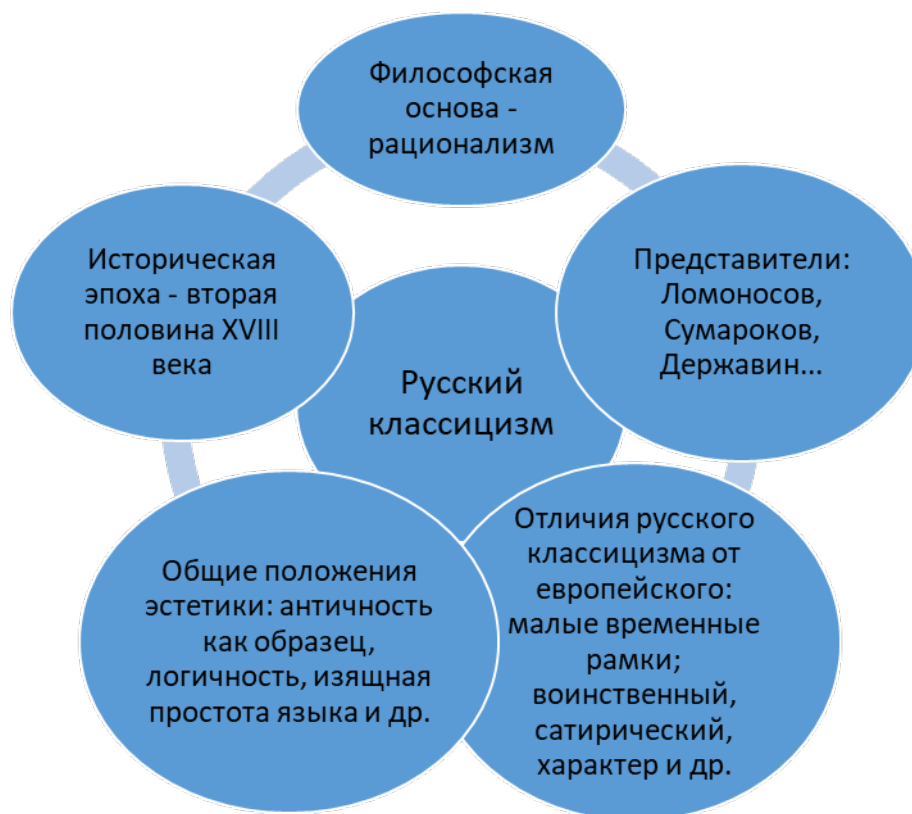 Философская
основа -
рационализм
Представители:
Ломоносов,
Сумароков,
Державин...
Отличия русского
классицизма от
европейского:
малые временные
рамки;
воинственный,
сатирический,
характер и др.
Общие положения
эстетики: античность
как образец,
логичность, изящная
простота языка и др.
Историческая
эпоха - вторая
половина XVIII
века
Русский
классицизм